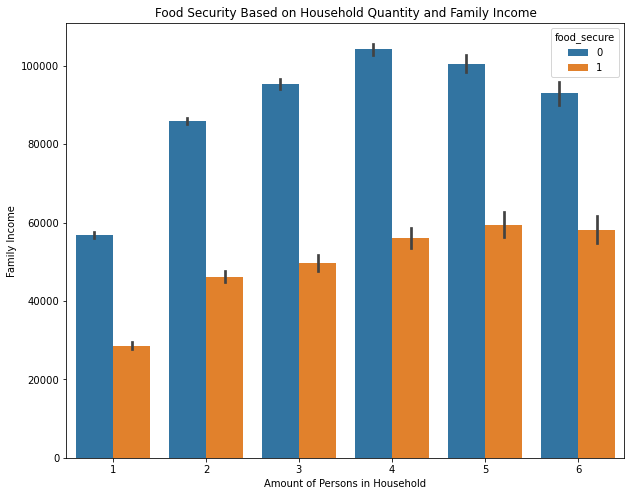 Food Security Based on Household Quantity and Family Income
food_secure
0
1
100000
80000
60000
40000
20000
0
Family Income
1 2 3 4 5 6
Amount of Persons in Household